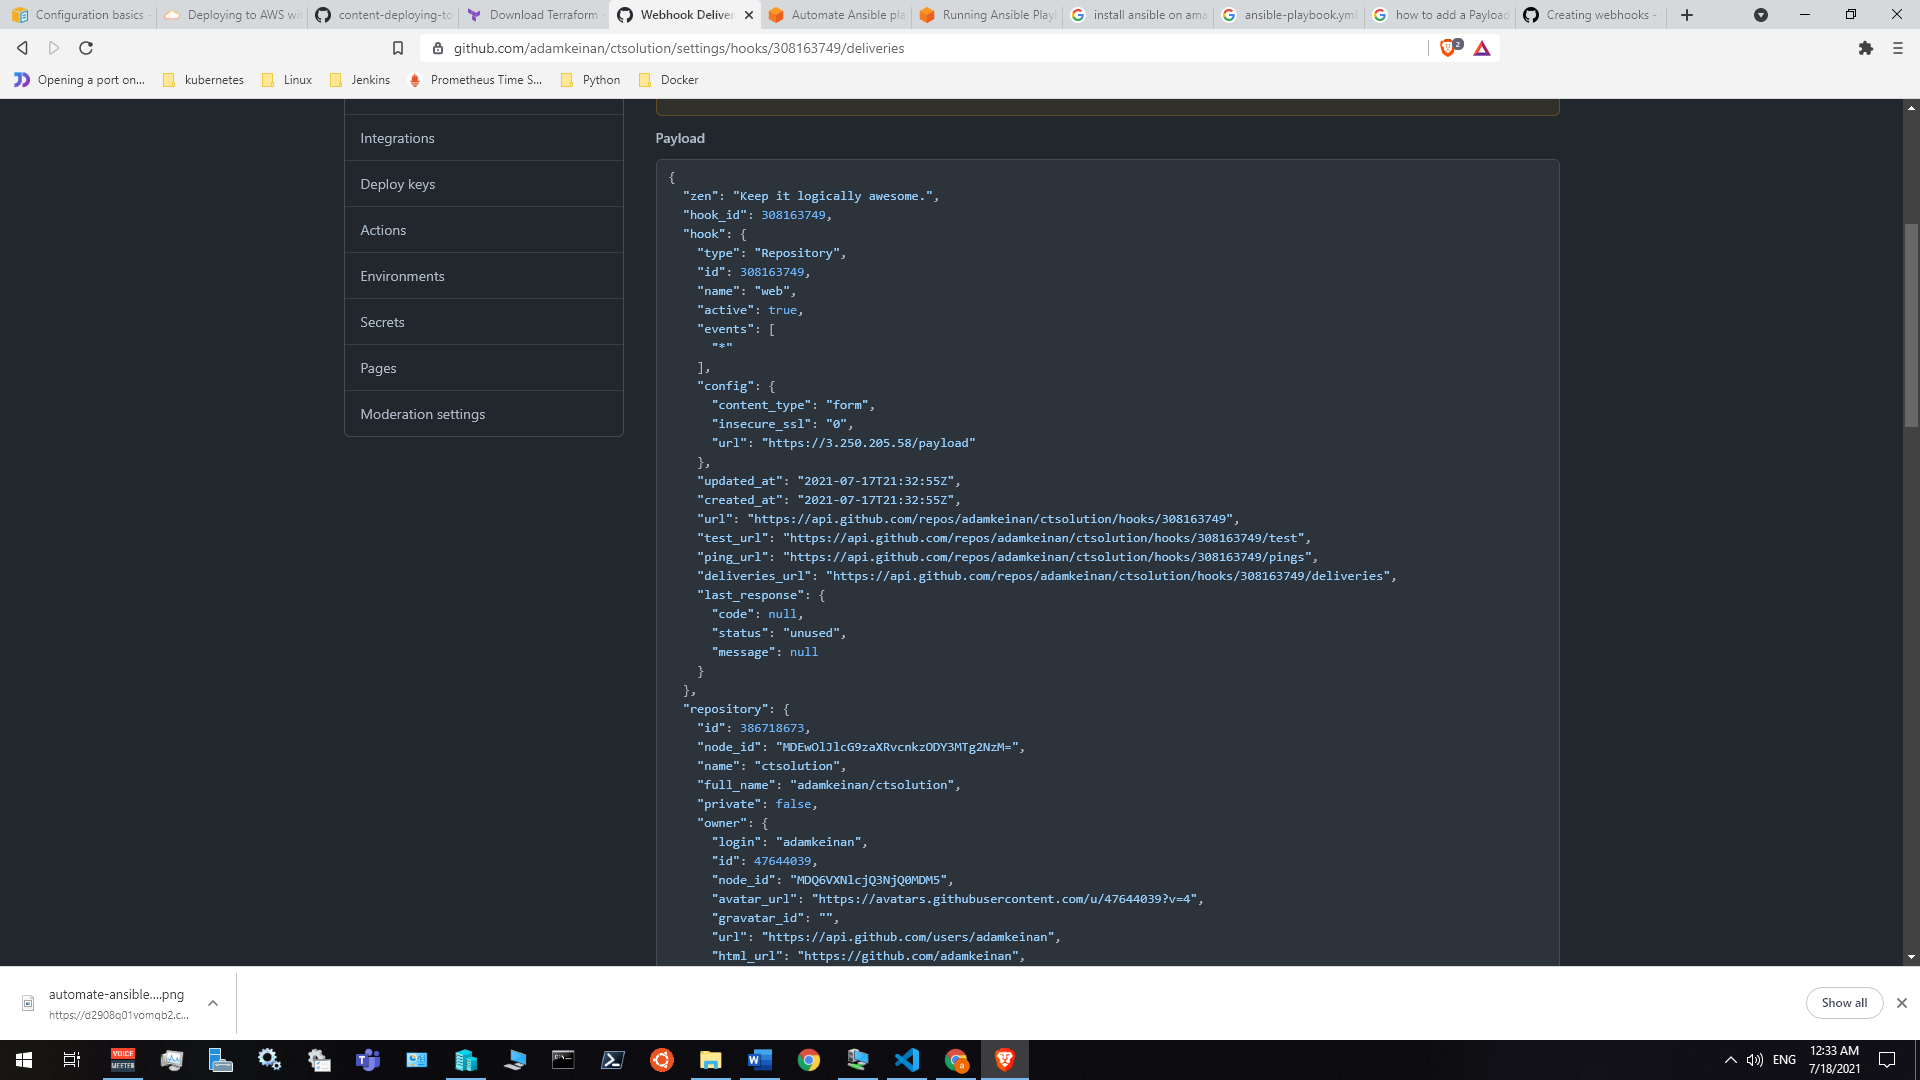 Configuration basics
Deploying to AWS wit
content-deploying-to
Download Terraform
Webhook Deliver
Automate Ansible pla
Running Ansible Playb
install ansible on ama
ansible-playbook.yml
how to add a Payload
Creating webhooks -
github.com/adamkeinan/ctsolution/settings/hooks/308163749/deliveries
2
Opening a port on...
kubernetes
Linux
Jenkins
Prometheus Time S...
Python
Docker
Integrations
Deploy keys
Actions
Environments
Secrets
Pages
Moderation settings
Payload
{
"zen": "Keep it logically awesome.",
"hook_id": 308163749,
"hook": {
"type": "Repository",
"id": 308163749,
"name": "web",
"active": true,
"events": [
"*"
],
"config": {
"content_type": "form",
"insecure_ssl": "0",
"url": "https://3.250.205.58/payload"
},
"updated_at": "2021-07-17T21:32:55Z",
"created_at": "2021-07-17T21:32:55Z",
"url": "https://api.github.com/repos/adamkeinan/ctsolution/hooks/308163749",
"test_url": "https://api.github.com/repos/adamkeinan/ctsolution/hooks/308163749/test",
"ping_url": "https://api.github.com/repos/adamkeinan/ctsolution/hooks/308163749/pings",
"deliveries_url": "https://api.github.com/repos/adamkeinan/ctsolution/hooks/308163749/deliveries",
"last_response": {
"code": null,
"status": "unused",
"message": null
}
},
"repository": {
"id": 386718673,
"node_id": "MDEwOlJlcG9zaXRvcnkzODY3MTg2NzM=",
"name": "ctsolution",
"full_name": "adamkeinan/ctsolution",
"private": false,
"owner": {
"login": "adamkeinan",
"id": 47644039,
"node_id": "MDQ6VXNlcjQ3NjQ0MDM5",
"avatar_url": "https://avatars.githubusercontent.com/u/47644039?v=4",
"gravatar_id": "",
"url": "https://api.github.com/users/adamkeinan",
"html_url": "https://github.com/adamkeinan",
automate-ansible....png
https://d2908q01vomqb2.c...
Show all
VOICE
MEETER
ENG
12:33 AM
7/18/2021